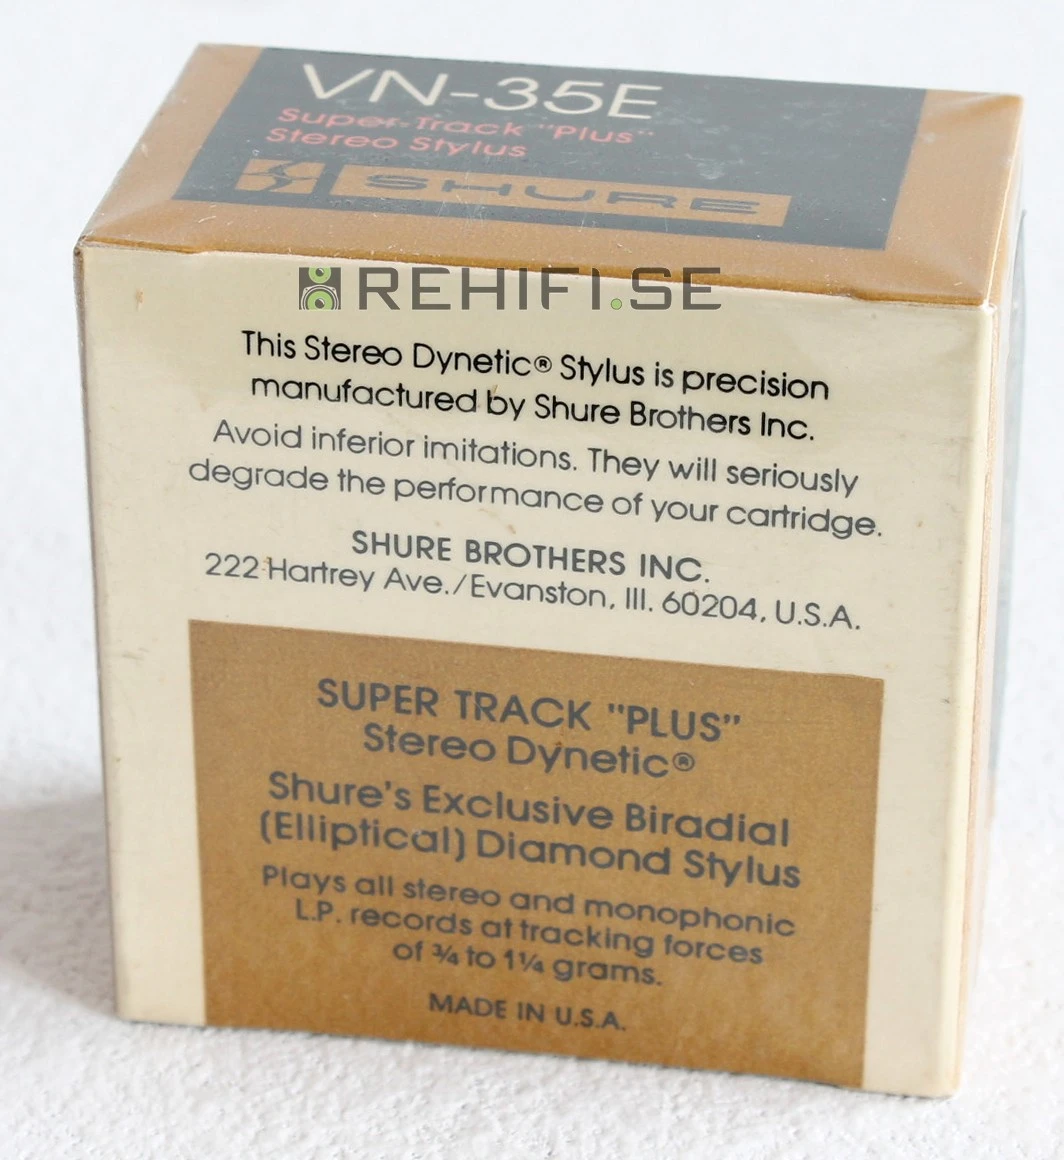 VN-35E
Super-Track "Plus"
Stereo Stylus
SHURE
REHIFI.SE
This Stereo Dynetic® Stylus is precision
manufactured by Shure Brothers Inc.
Avoid inferior imitations. They will seriously
degrade the performance of your cartridge.
SHURE BROTHERS INC.
222 Hartrey Ave./Evanston, Ill. 60204, U.S.A.
SUPER TRACK "PLUS"
Stereo Dynetic®
Shure's Exclusive Biradial
(Elliptical) Diamond Stylus
Plays all stereo and monophonic
L.P. records at tracking forces
of ¾ to 1¼ grams.
MADE IN U.S.A.